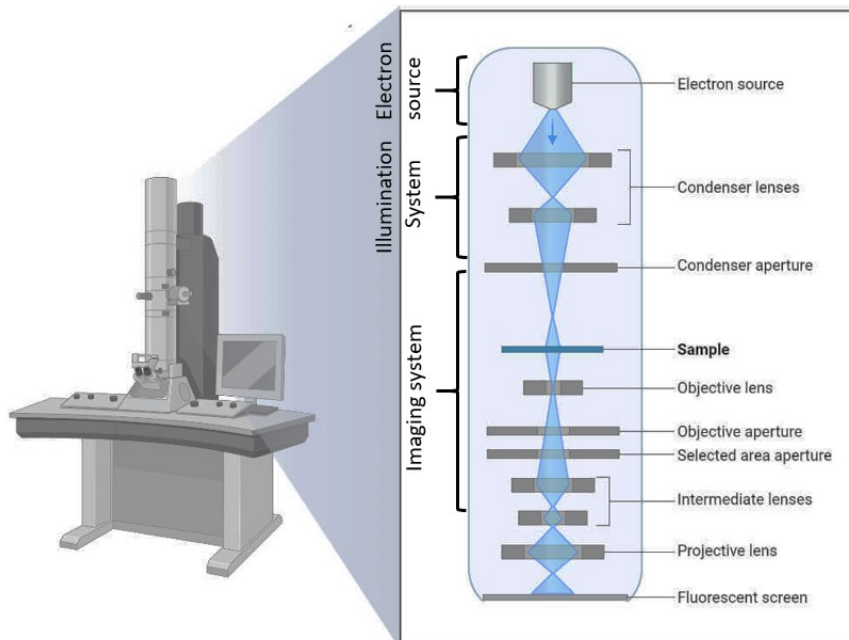 Electron
source
Illumination
System
Imaging system
Electron source
Condenser lenses
Condenser aperture
Sample
Objective lens
Objective aperture
Selected area aperture
Intermediate lenses
Projective lens
Fluorescent screen